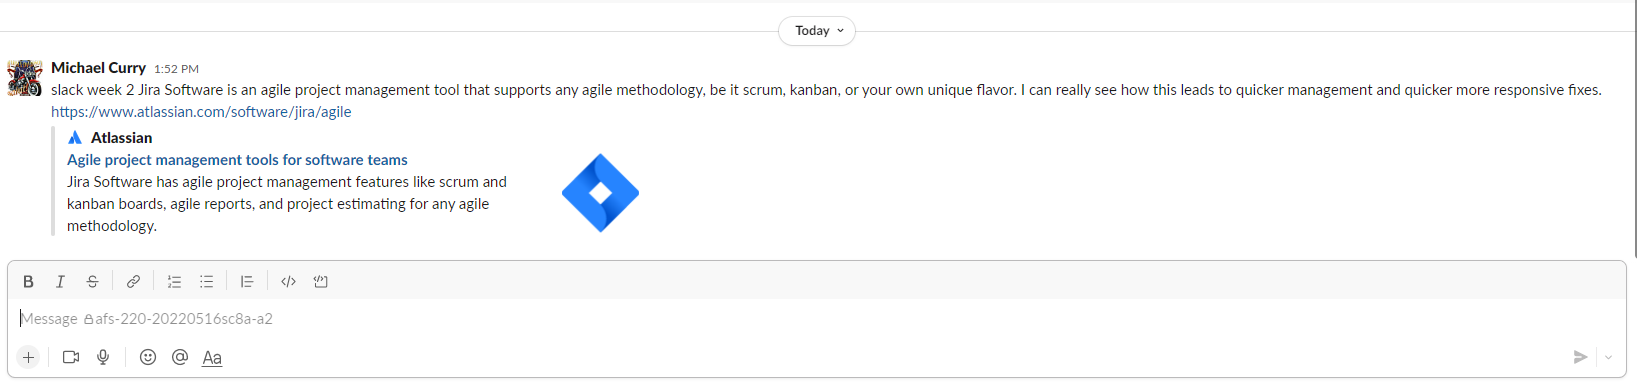 Today
Michael Curry 1:52 PM
slack week 2 Jira Software is an agile project management tool that supports any agile methodology, be it scrum, kanban, or your own unique flavor. I can really see how this leads to quicker management and quicker more responsive fixes.
https://www.atlassian.com/software/jira/agile
Atlassian
Agile project management tools for software teams
Jira Software has agile project management features like scrum and
kanban boards, agile reports, and project estimating for any agile
methodology.
B I S </>
Message afs-220-20220516sc8a-a2
+ @ Aa